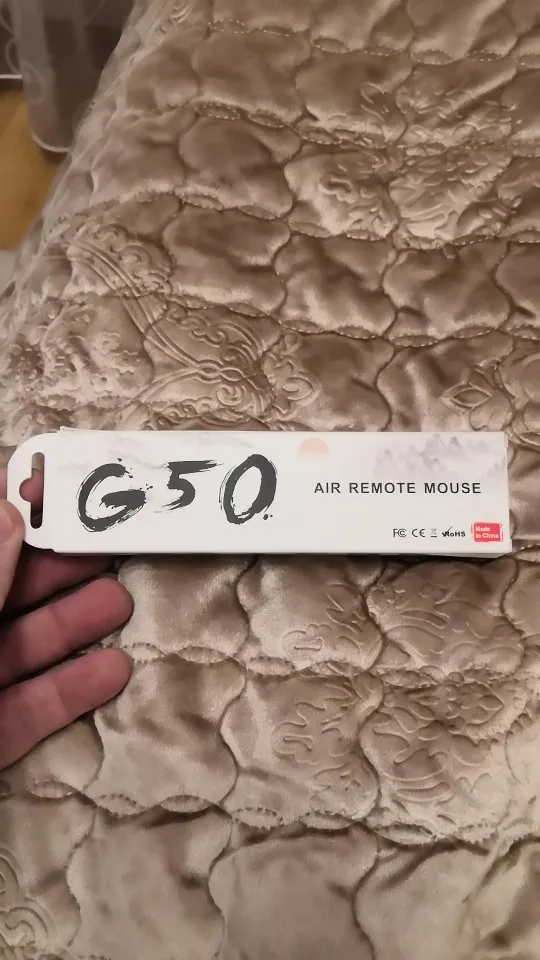 G50
AIR REMOTE MOUSE
FC CE RoHS
Made
in China